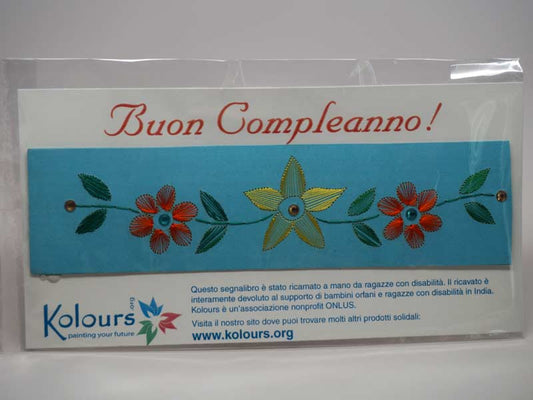 Buon Compleanno!
Questo segnalibro è stato ricamato a mano da ragazze con disabilità. Il ricavato è
interamente devoluto al supporto di bambini orfani e ragazze con disabilità in India.
Kolours è un'associazione nonprofit ONLUS.
Visita il nostro sito dove puoi trovare molti altri prodotti solidali:
www.kolours.org
Kolours.org
painting your future